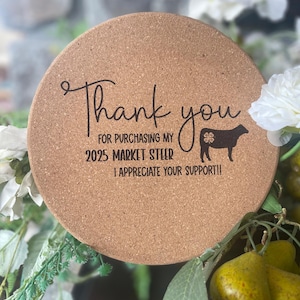 Thank you
FOR PURCHASING MY
2025 MARKET STEER
I APPRECIATE YOUR SUPPORT!!